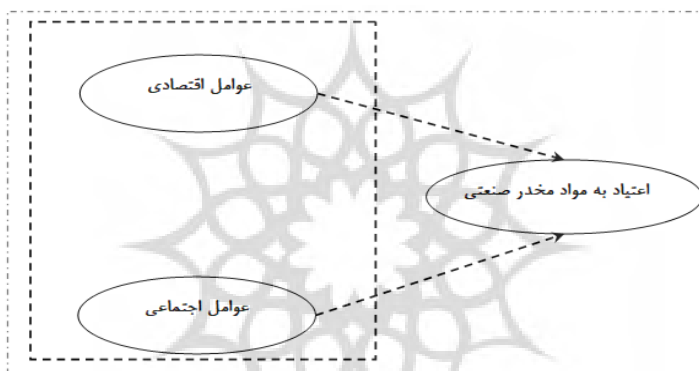 عوامل اقتصادی
اعتیاد به مواد مخدر صنعتی
عوامل اجتماعی